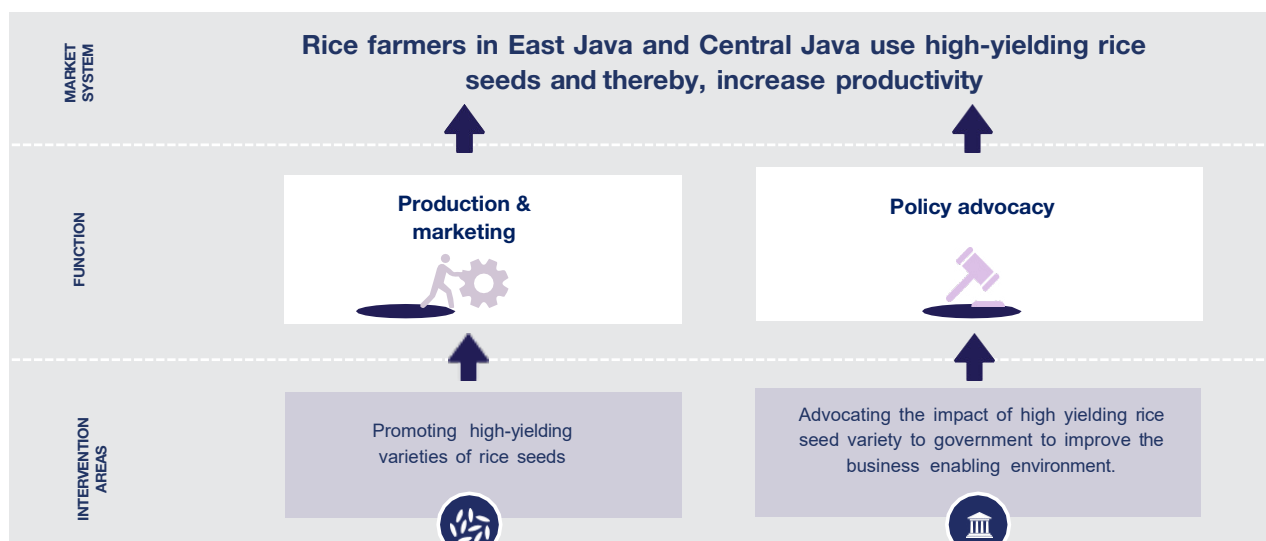 MARKET
SYSTEM
Rice farmers in East Java and Central Java use high-yielding rice
seeds and thereby, increase productivity
FUNCTION
Production &
marketing
Policy advocacy
INTERVENTION
AREAS
Promoting high-yielding
varieties of rice seeds
Advocating the impact of high yielding rice
seed variety to government to improve the
business enabling environment.